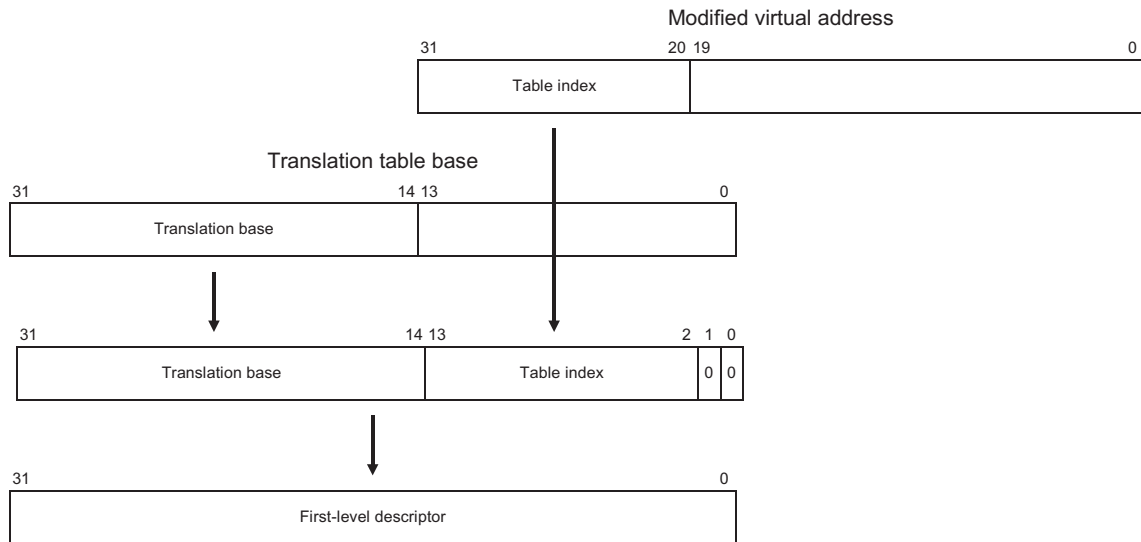 Modified virtual address
31 20 19 0
Table index
Translation table base
31 14 13 0
Translation base
31 14 13 2 1 0
Translation base Table index 0 0
31 0
First-level descriptor